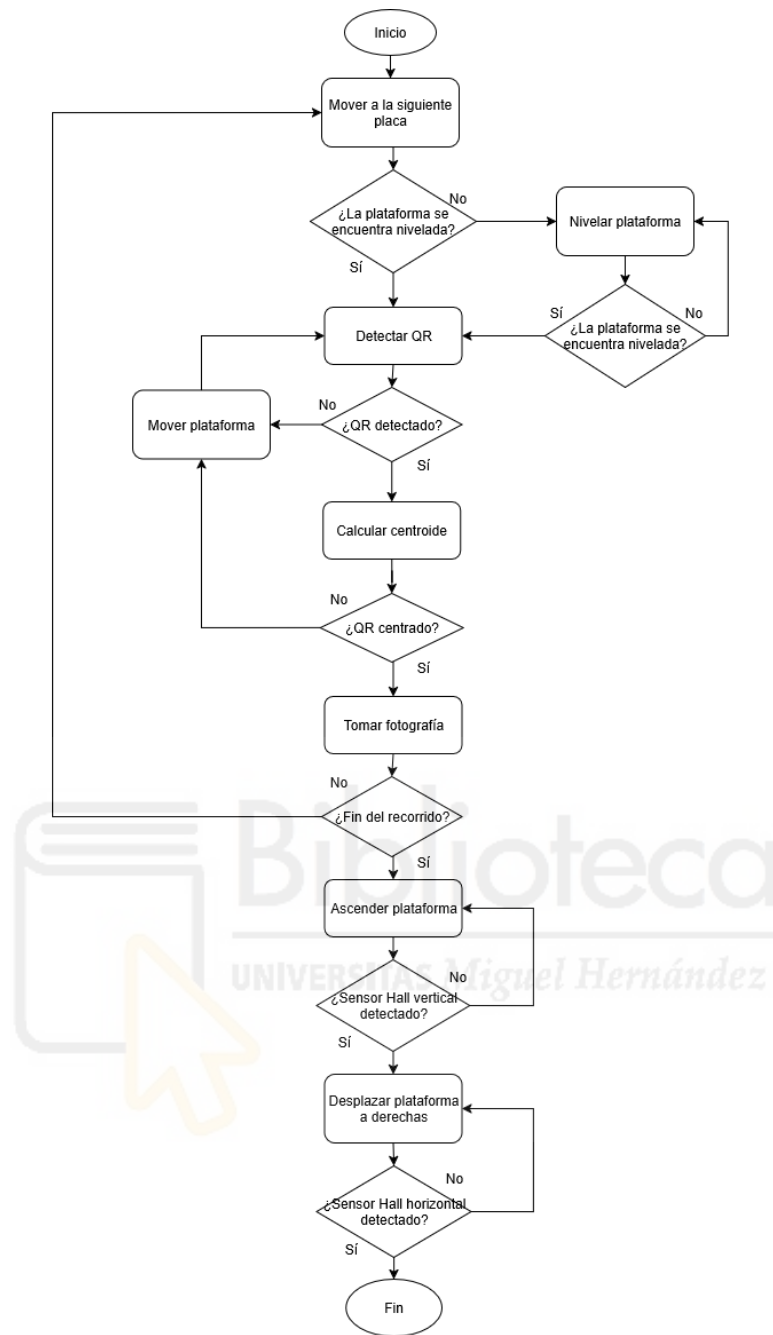 Inicio
Mover a la siguiente
placa
No
¿La plataforma se
encuentra nivelada?
Sí
Nivelar plataforma
Sí
No
¿La plataforma se
encuentra nivelada?
Detectar QR
No
Mover plataforma
¿QR detectado?
Sí
Calcular centroide
No
¿QR centrado?
Sí
Tomar fotografía
No
¿Fin del recorrido?
Sí
Biblioteca
Ascender plataforma
UNIVERSITAS Miguel Hernández
No
¿Sensor Hall vertical
detectado?
Sí
Desplazar plataforma
a derechas
No
¿Sensor Hall horizontal
detectado?
Sí
Fin